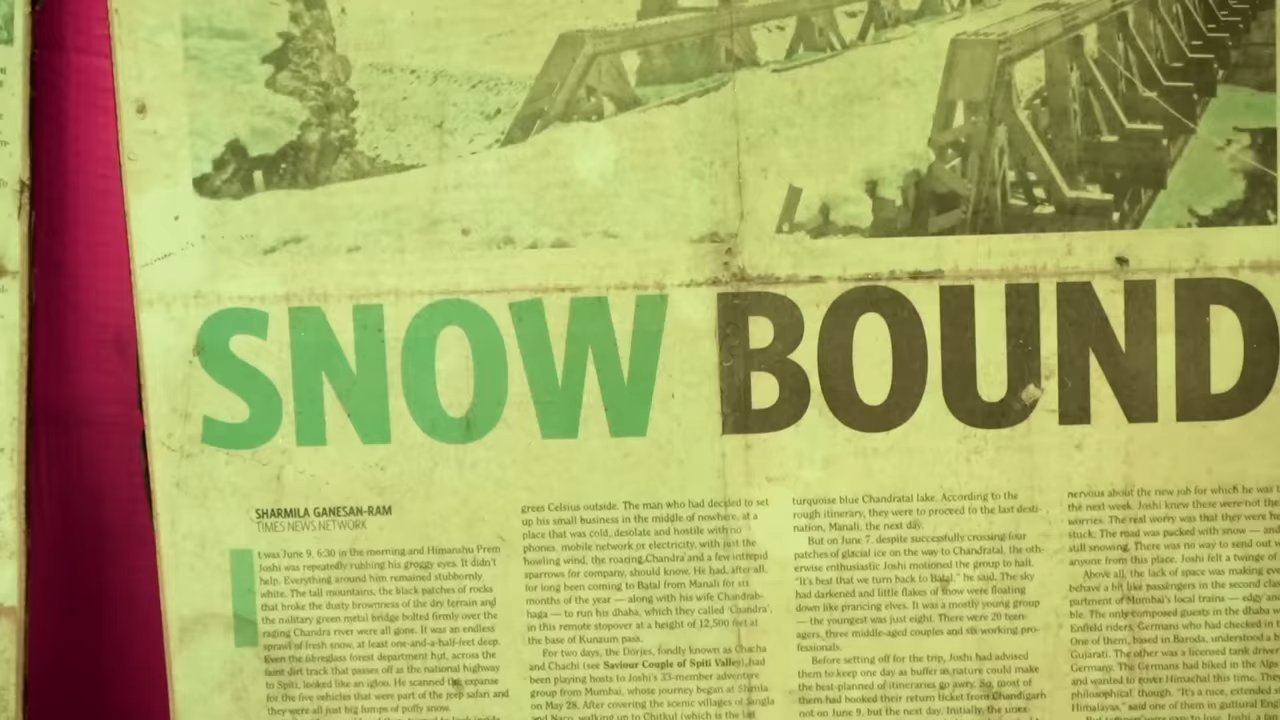 SNOW BOUND
SHARMILA GANESAN-RAM
TIMES NEWS NETWORK
It was June 9, 6:30 in the morning and Himanshu Prem
Joshi was repeatedly rubbing his groggy eyes. It didn't
help. Everything around him remained stubbornly
white. The tall mountains, the black patches of rocks
that broke the dusty brownness of the dry terrain and
the military green metal bridge bolted firmly over the
raging Chandra river were all gone. It was an endless
sprawl of fresh snow, at least one-and-a-half-feet deep.
Even the fibreglass forest department hut, across the
faint dirt track that passes off as the national highway
to Spiti, looked like an igloo. He scanned the expanse
for the five vehicles that were part of the jeep safari and
they were all just big lumps of puffy snow.
grees Celsius outside. The man who had decided to set
up his small business in the middle of nowhere, at a
place that was cold, desolate and hostile with no
phones, mobile network or electricity, with just the
howling wind, the roaring Chandra and a few intrepid
sparrows for company, should know. He had, after all,
for long been coming to Batal from Manali for six
months of the year — along with his wife Chandrab-
haga — to run his dhaba, which they called 'Chandra',
in this remote stopover at a height of 12,500 feet at
the base of Kunzum pass.
For two days, the Dorjes, fondly known as Chacha
and Chachi (see Saviour Couple of Spiti Valley), had
been playing hosts to Joshi's 33-member adventure
group from Mumbai, whose journey began at Shimla
on May 28. After covering the scenic villages of Sangla
and Naco, walking up to Chitkul (which is the last
turquoise blue Chandratal lake. According to the
rough itinerary, they were to proceed to the last desti-
nation, Manali, the next day.
But on June 7, despite successfully crossing four
patches of glacial ice on the way to Chandratal, the oth-
erwise enthusiastic Joshi motioned the group to halt.
"It's best that we turn back to Batal," he said. The sky
had darkened and little flakes of snow were floating
down like prancing elves. It was a mostly young group
— the youngest was just eight. There were 20 teen-
agers, three middle-aged couples and six working pro-
fessionals.
Before setting off for the trip, Joshi had advised
them to keep one day as buffer as nature could make
the best-planned of itineraries go awry. So, most of
them had booked their return ticket from Chandigarh
not on June 9, but the next day. Initially, the unex-
nervous about the new job for which he was
the next week. Joshi knew these were not the
worries. The real worry was that they were
stuck. The road was packed with snow — and
still snowing. There was no way to send out
anyone from this place. Joshi felt a twinge of
Above all, the lack of space was making
behave a bit like passengers in the second
partment of Mumbai's local trains — edgy
ble. The only composed guests in the dhaba
Enfield riders, Germans who had checked in
One of them, based in Baroda, understood a
Gujarati. The other was a licensed tank driver
Germany. The Germans had biked in the Alps
and wanted to cover Himachal this time. They
philosophical, though. "It's a nice, extended
Himalayas," said one of them in guttural